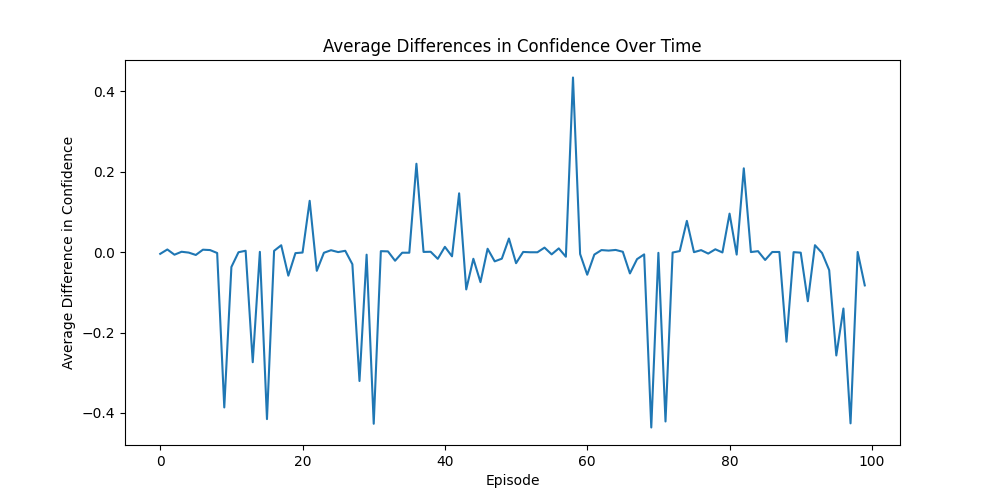 Average Differences in Confidence Over Time
Average Difference in Confidence
0.4
0.2
0.0
−0.2
−0.4
0 20 40 60 80 100
Episode